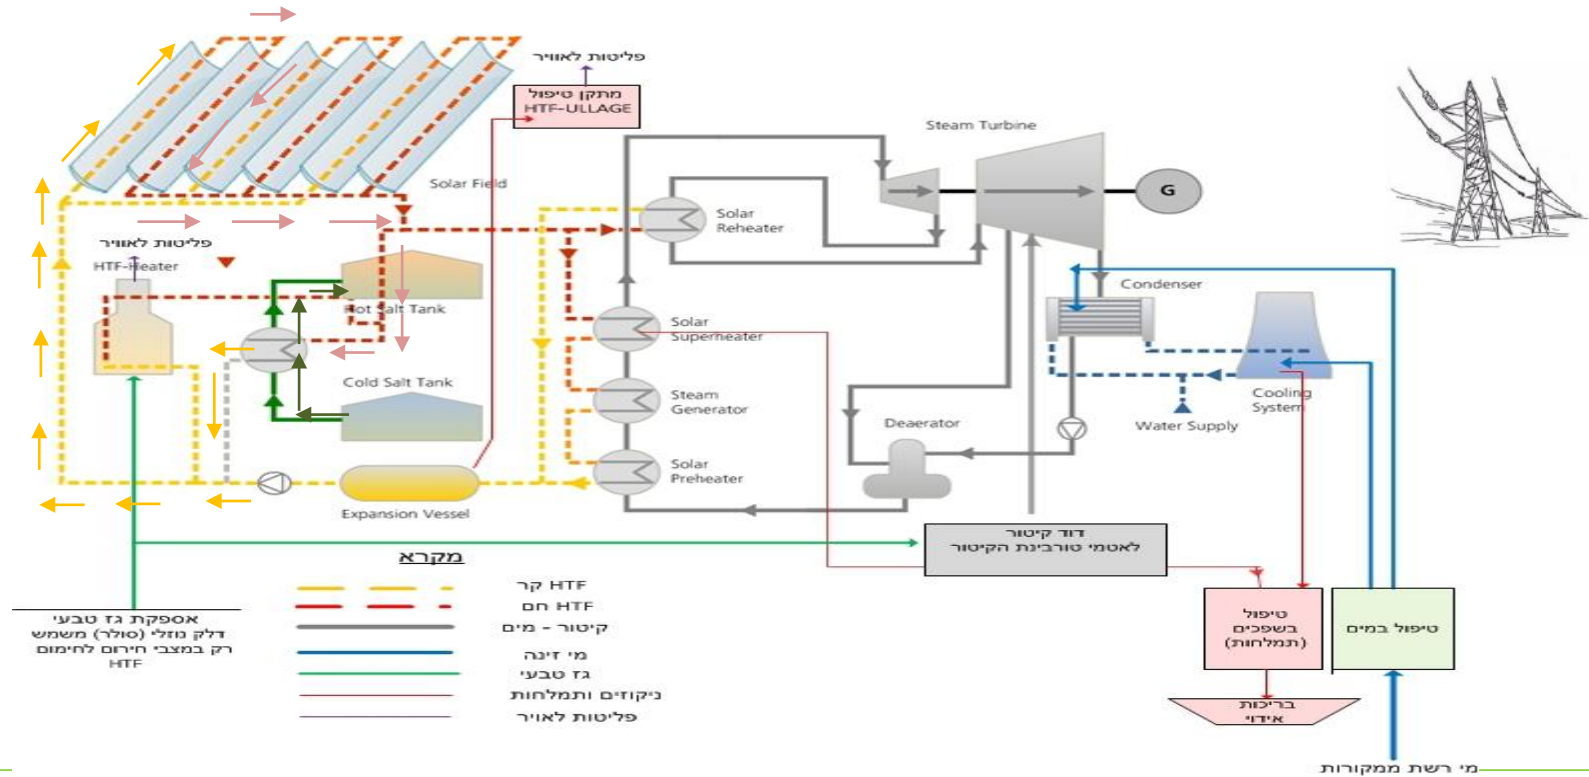 פליטות לאוויר
מתקן טיפול
HTF-ULLAGE
Steam Turbine
Solar Field
G
Solar
Reheater
פליטות לאוויר
HTF-Heater
Condenser
Hot Salt Tank
Solar
Superheater
Cold Salt Tank
Steam
Generator
Cooling
System
Deaerator
Water Supply
Solar
Preheater
Expansion Vessel
דוד קיטור
לאטמי טורבינת הקיטור
מקרא
HTF קר
HTF חם
קיטור - מים
מי זינה
גז טבעי
ניקוזים ותמלחות
פליטות לאויר
אספקת גז טבעי
דלק נוזלי (סולר) משמש
רק במצבי חירום לחימום
HTF
טיפול
בשפכים
(תמלחות)
טיפול במים
בריכות
אידוי
מי רשת ממקורות